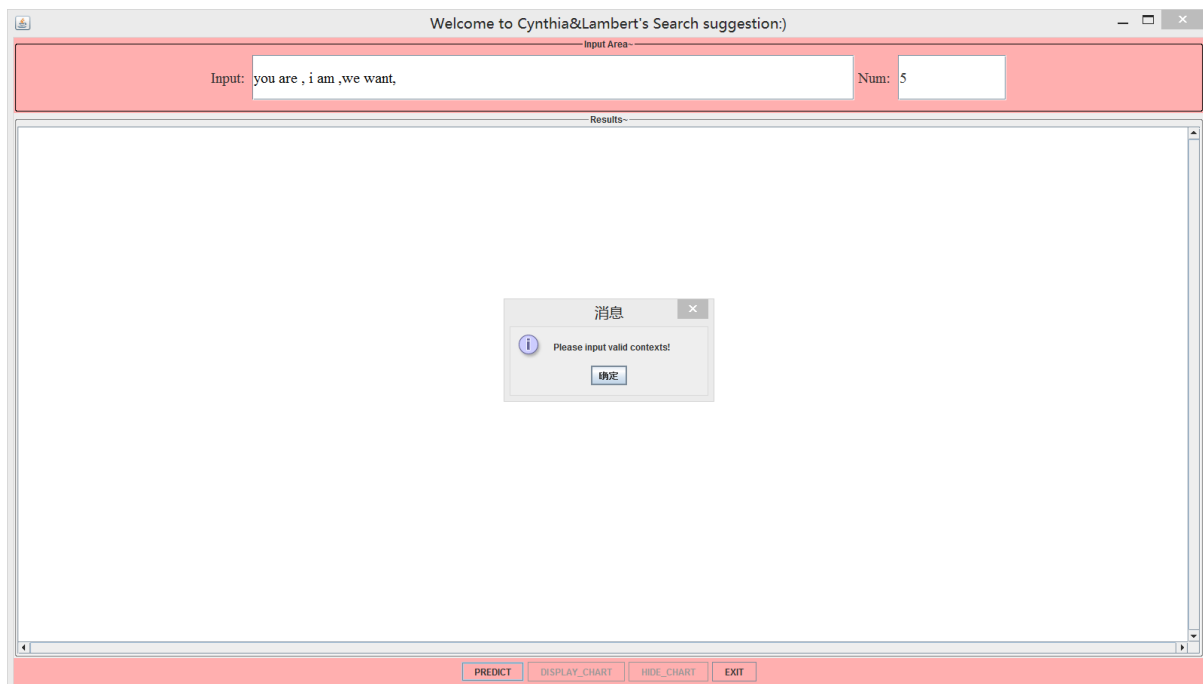 Welcome to Cynthia&Lambert's Search suggestion:)
Input Area~
Input: you are , i am ,we want, Num: 5
Results~
消息
Please input valid contexts!
确定
PREDICT DISPLAY_CHART HIDE_CHART EXIT